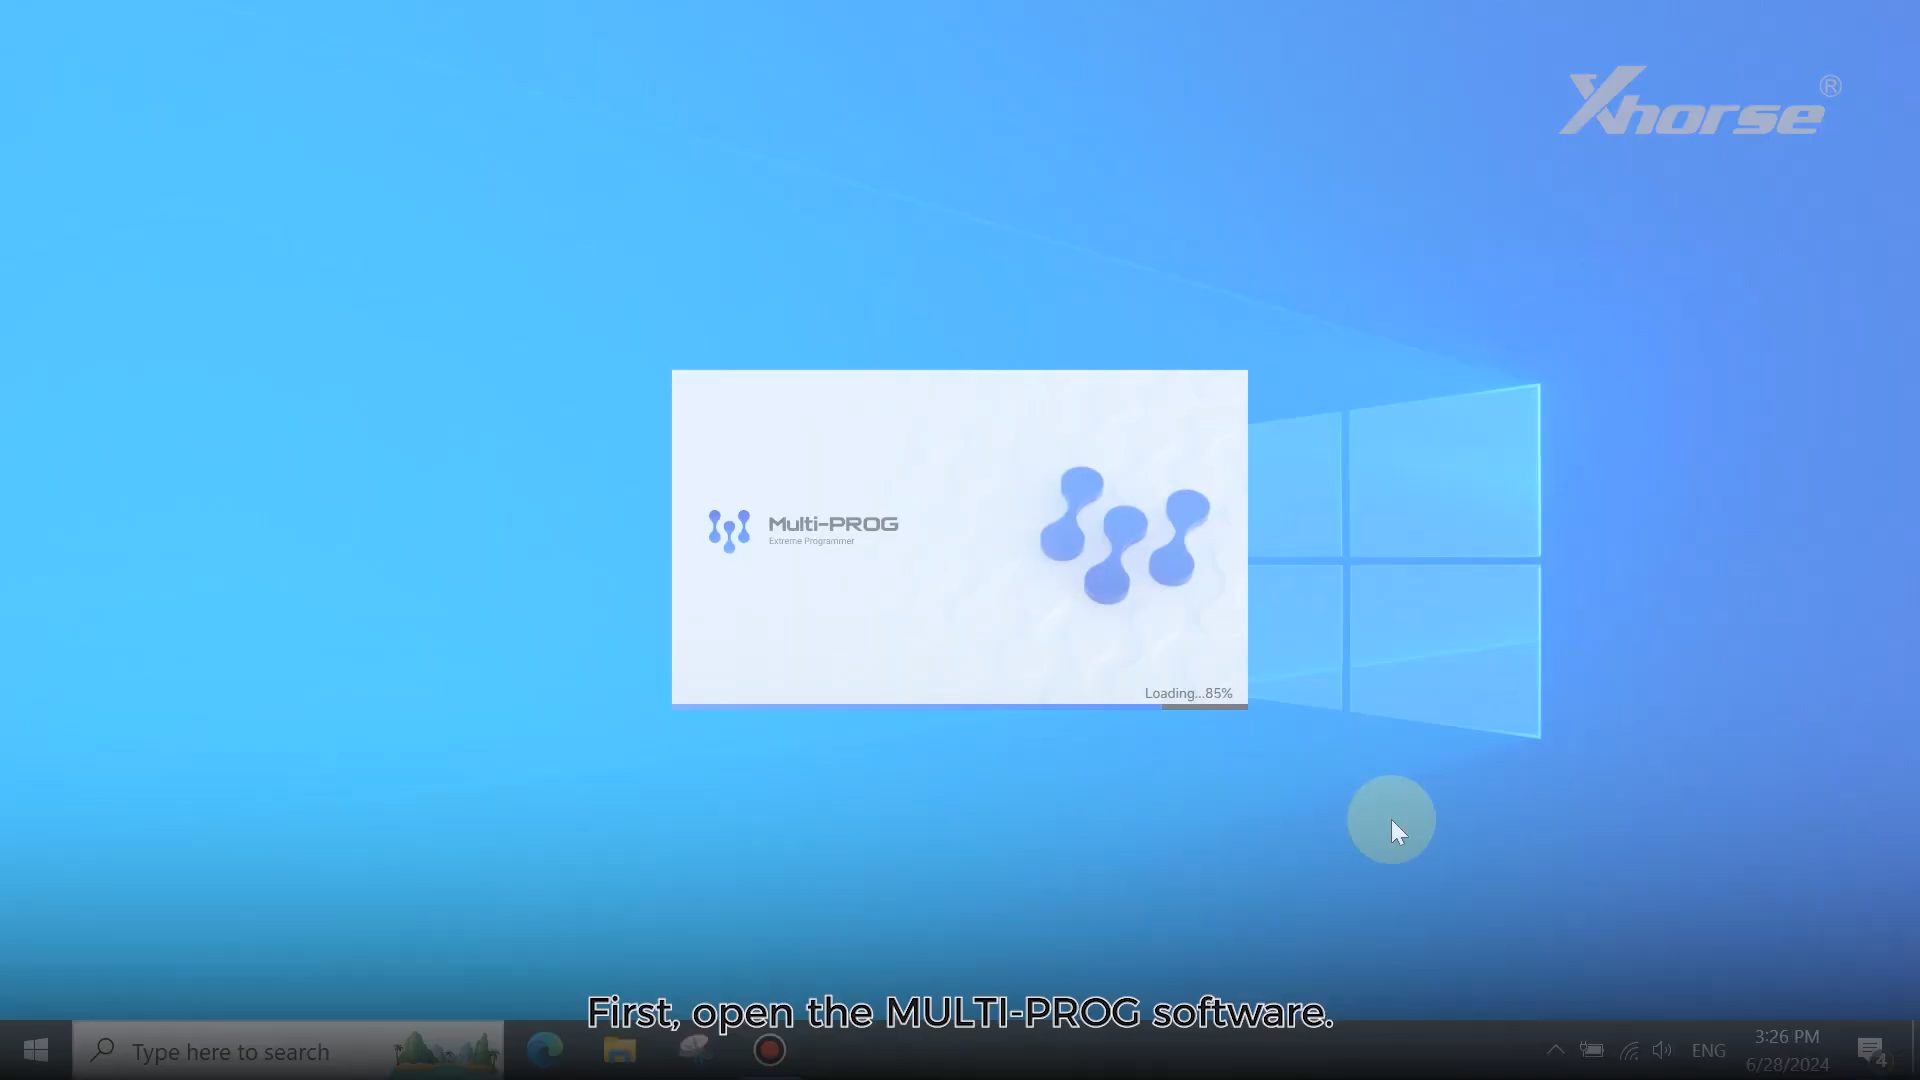 Xhorse®
Multi-PROG
Extreme Programmer
Loading...85%
First, open the MULTI-PROG software.
Type here to search
ENG
3:26 PM
6/28/2024
4